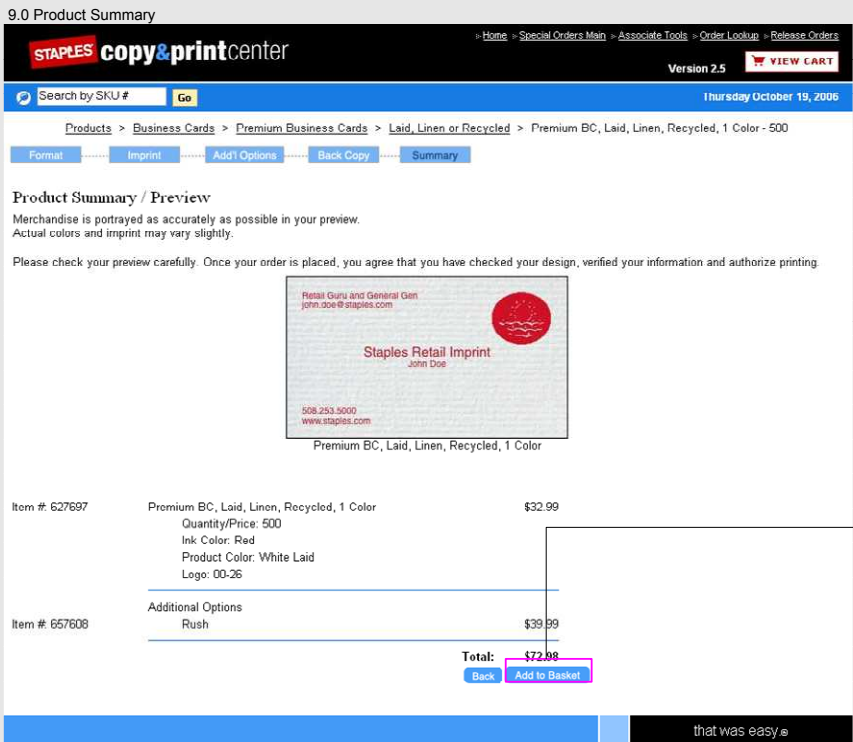 9.0 Product Summary
STAPLES copy&printcenter
» Home » Special Orders Main » Associate Tools » Order Lookup » Release Orders
Version 2.5 VIEW CART
Search by SKU # Go Thursday October 19, 2006
Products > Business Cards > Premium Business Cards > Laid, Linen or Recycled > Premium BC, Laid, Linen, Recycled, 1 Color - 500
Format Imprint Add'l Options Back Copy Summary
Product Summary / Preview
Merchandise is portrayed as accurately as possible in your preview.
Actual colors and imprint may vary slightly.
Please check your preview carefully. Once your order is placed, you agree that you have checked your design, verified your information and authorize printing.
Retail Guru and General Gen
john.doe@staples.com
Staples Retail Imprint
John Doe
508.253.5000
www.staples.com
Premium BC, Laid, Linen, Recycled, 1 Color
Item #: 627697 Premium BC, Laid, Linen, Recycled, 1 Color $32.99
Quantity/Price: 500
Ink Color: Red
Product Color: White Laid
Logo: 00-26
Additional Options
Item #: 657608 Rush $39.99
Total: $72.98
Back Add to Basket
that was easy.®